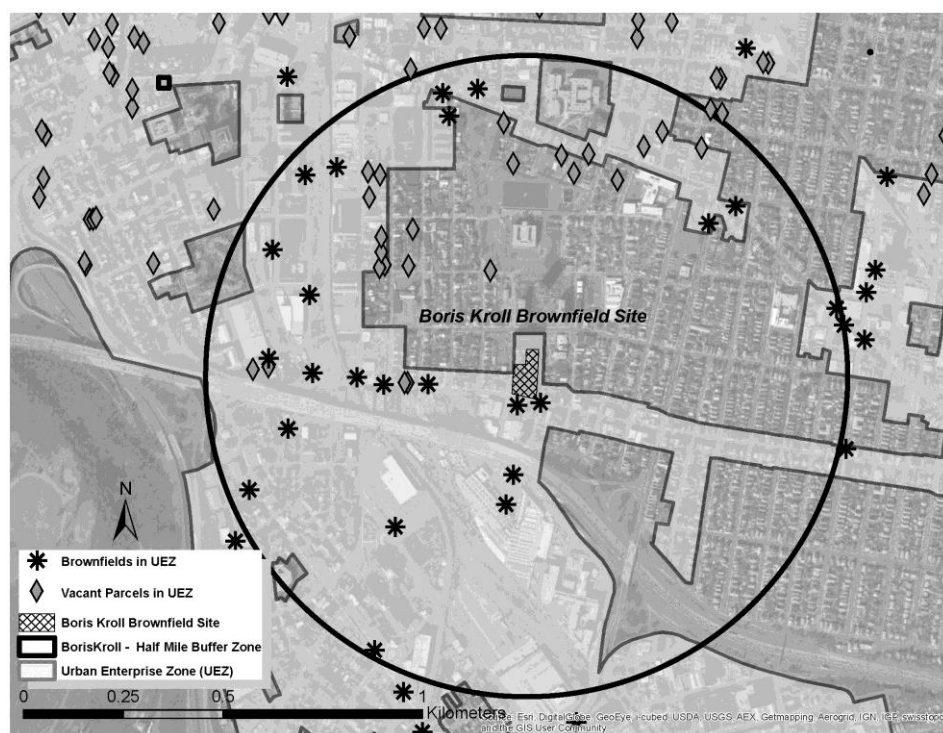 Boris Kroll Brownfield Site
N
Brownfields in UEZ
Vacant Parcels in UEZ
Boris Kroll Brownfield Site
BorisKroll - Half Mile Buffer Zone
Urban Enterprise Zone (UEZ)
0 0.25 0.5 1
Kilometers
Esri, DigitalGlobe, GeoEye, i-cubed, USDA, USGS, AEX, Getmapping, Aerogrid, IGN, IGP, swisstopo
and the GIS User Community